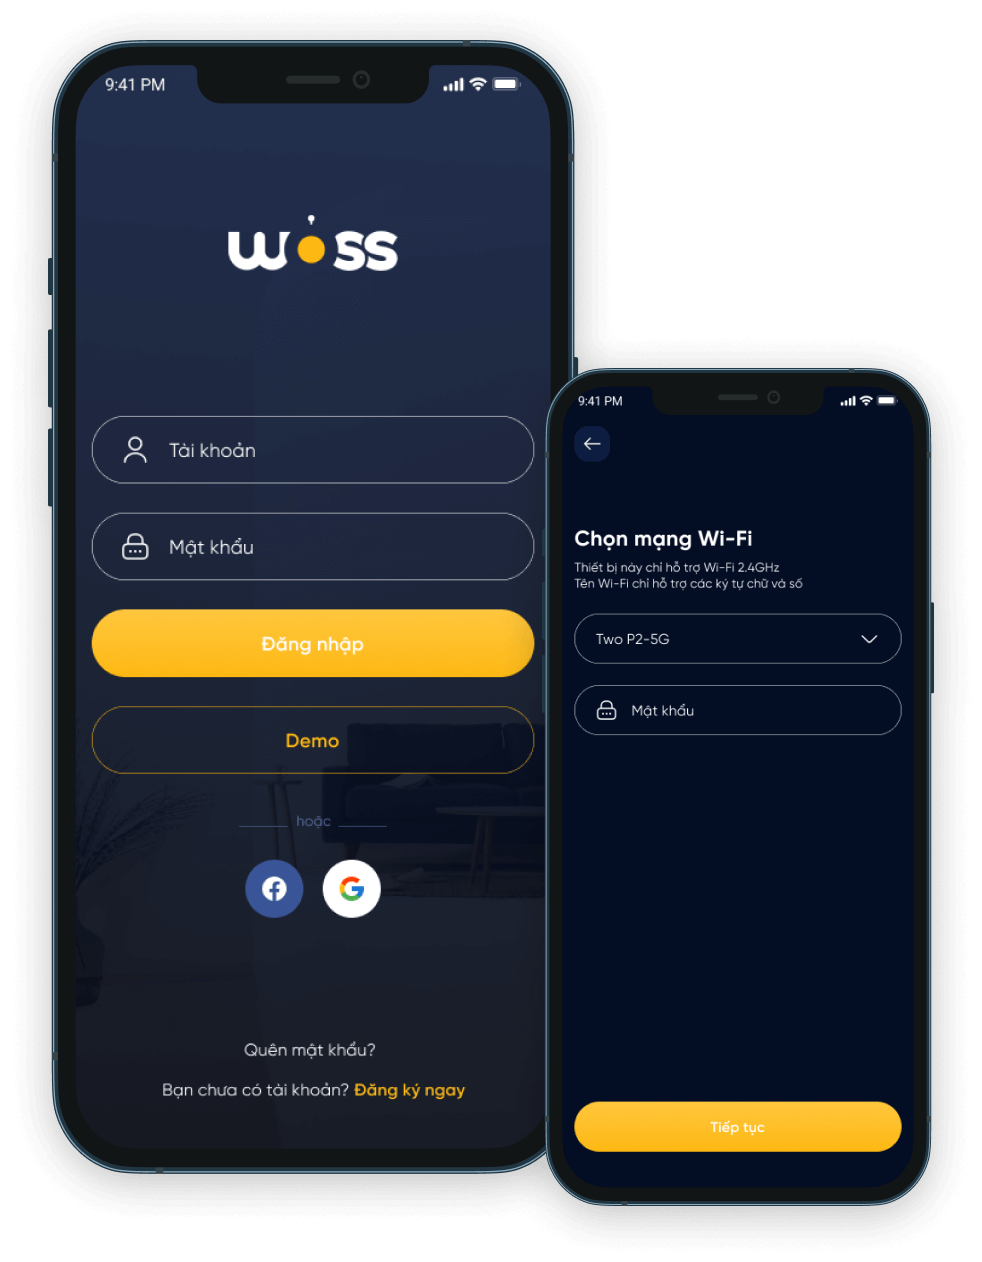 9:41 PM
woss
Tài khoản
Mật khẩu
Đăng nhập
Demo
hoặc
Quên mật khẩu?
Bạn chưa có tài khoản? Đăng ký ngay
9:41 PM
Chọn mạng Wi-Fi
Thiết bị này chỉ hỗ trợ Wi-Fi 2.4GHz
Tên Wi-Fi chỉ hỗ trợ các ký tự chữ và số
Two P2-5G
Mật khẩu
Tiếp tục